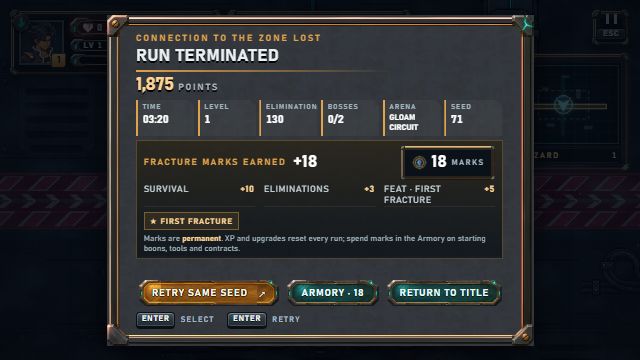 CONNECTION TO THE ZONE LOST
RUN TERMINATED
1,875 POINTS
TIME LEVEL ELIMINATION BOSSES ARENA SEED
03:20 1 130 0/2 GLOAM CIRCUIT 71
FRACTURE MARKS EARNED +18 18 MARKS
SURVIVAL +10 ELIMINATIONS +3 FEAT · FIRST FRACTURE +5
★ FIRST FRACTURE
Marks are permanent. XP and upgrades reset every run; spend marks in the Armory on starting
boons, tools and contracts.
RETRY SAME SEED ↗ ARMORY · 18 RETURN TO TITLE
ENTER SELECT ENTER RETRY
LV 1
1
ESC
ZARD 1